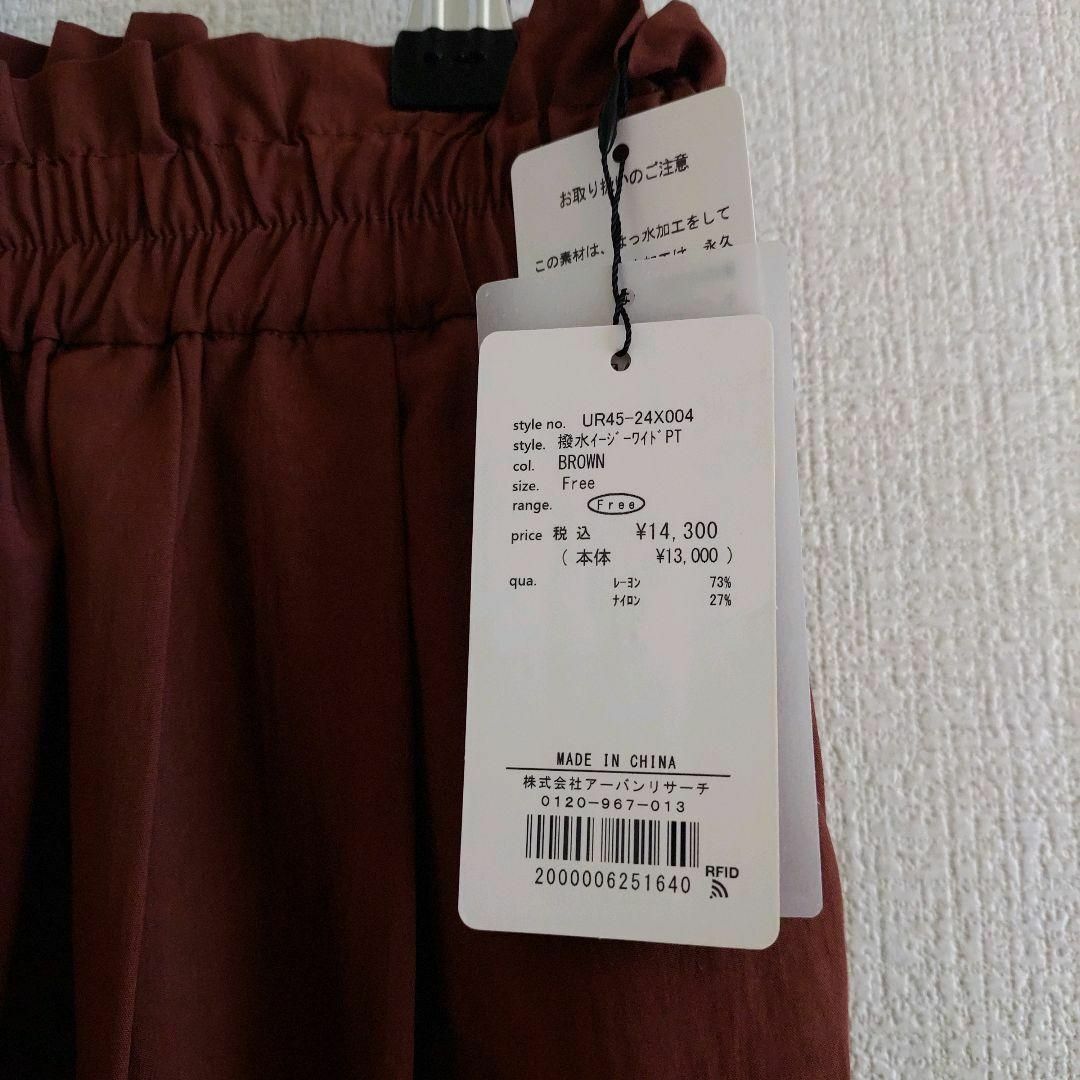 お取り扱いのご注意
この素材は、はっ水加工をして
永久
style no. UR45-24X004
style. 撥水ｲｰｼﾞｰﾜｲﾄﾞPT
col. BROWN
size. Free
range. Free
price 税込 ¥14,300
(本体 ¥13,000)
qua. ﾚｰﾖﾝ 73%
ﾅｲﾛﾝ 27%
MADE IN CHINA
株式会社アーバンリサーチ
0120-967-013
2000006251640
RFID